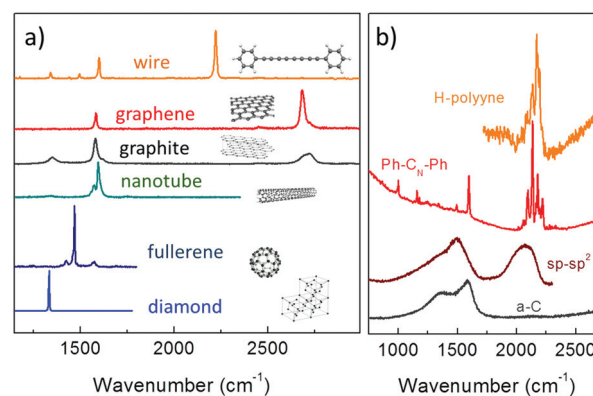 a)
wire
graphene
graphite
nanotube
fullerene
diamond
1500 2000 2500
Wavenumber (cm⁻¹)
b)
H-polyyne
Ph-C_N-Ph
sp-sp²
a-C
1000 1500 2000 2500
Wavenumber (cm⁻¹)